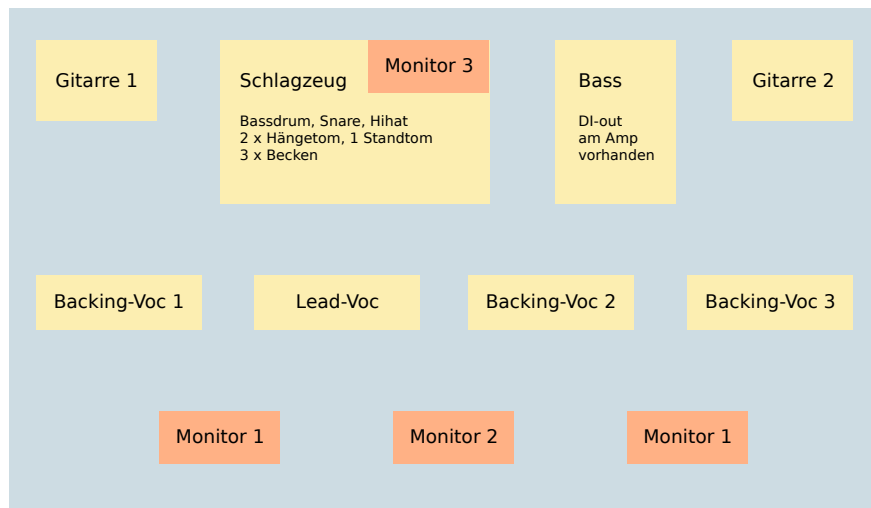 Gitarre 1
Schlagzeug
Monitor 3
Bassdrum, Snare, Hihat
2 x Hängetom, 1 Standtom
3 x Becken
Bass
DI-out
am Amp
vorhanden
Gitarre 2
Backing-Voc 1
Lead-Voc
Backing-Voc 2
Backing-Voc 3
Monitor 1
Monitor 2
Monitor 1